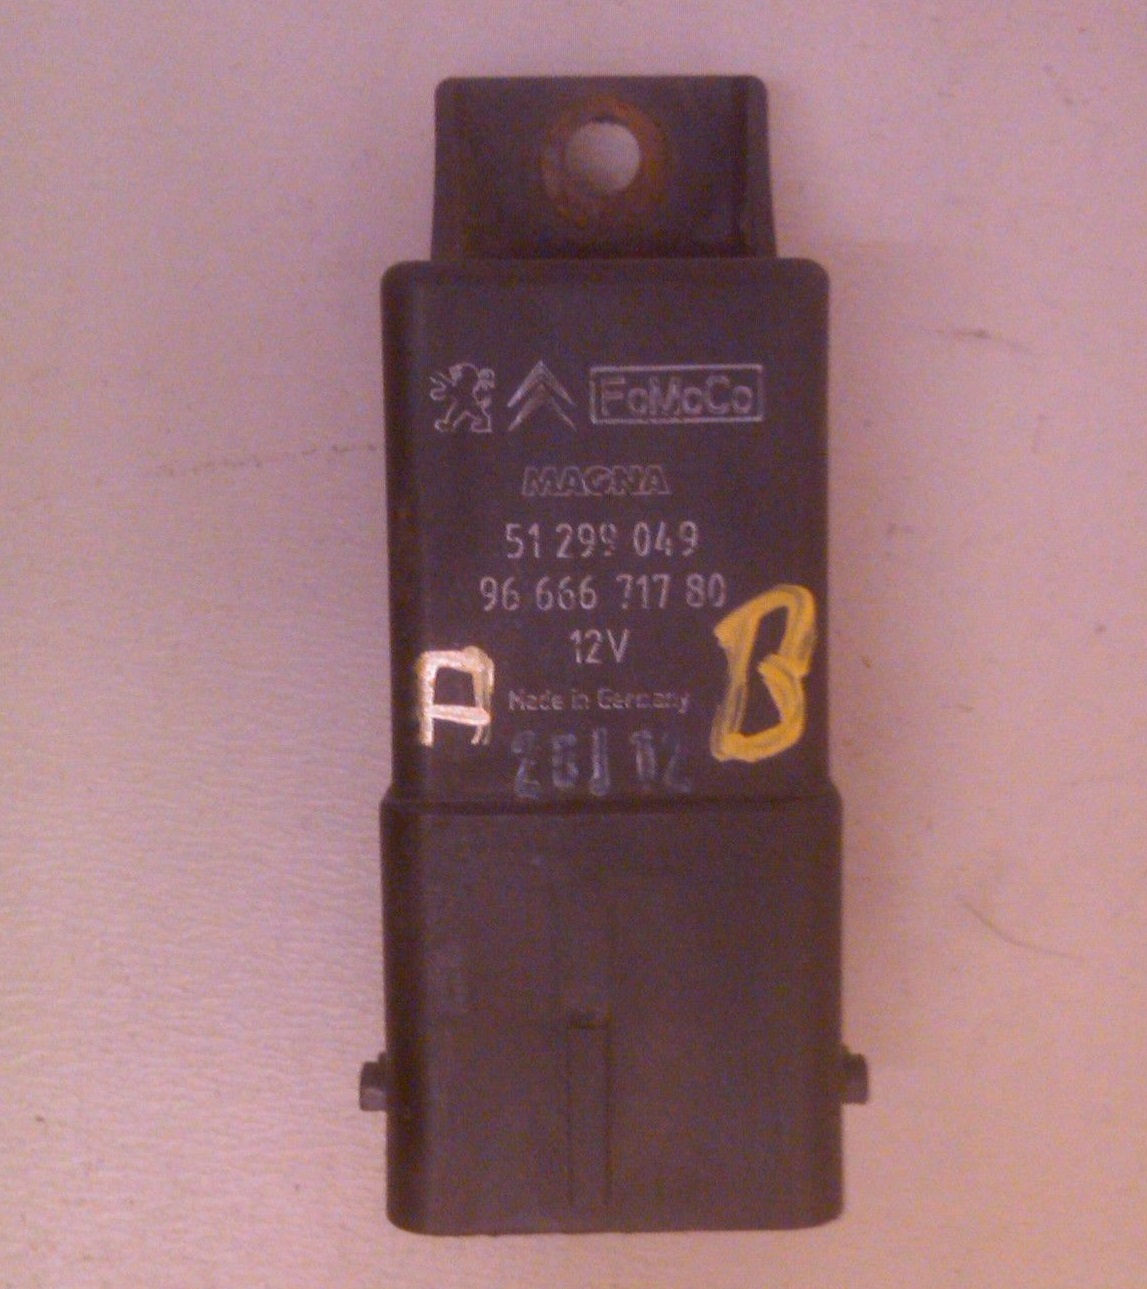 FoMoCo
MAGNA
51 299 049
96 666 717 80
12V
A
B
Made in Germany